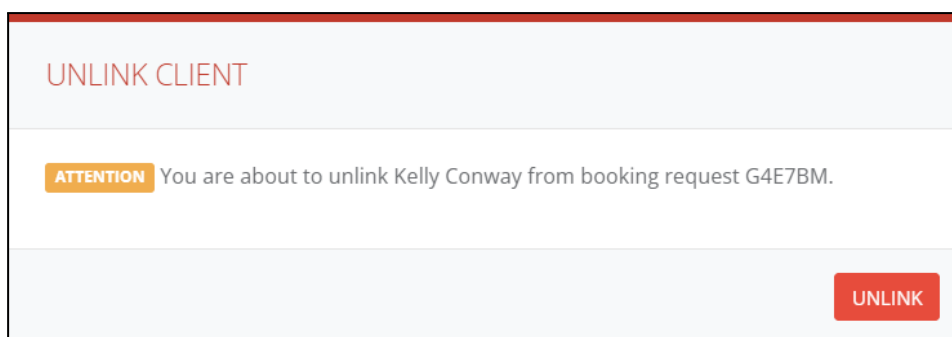 UNLINK CLIENT
ATTENTION You are about to unlink Kelly Conway from booking request G4E7BM.
UNLINK